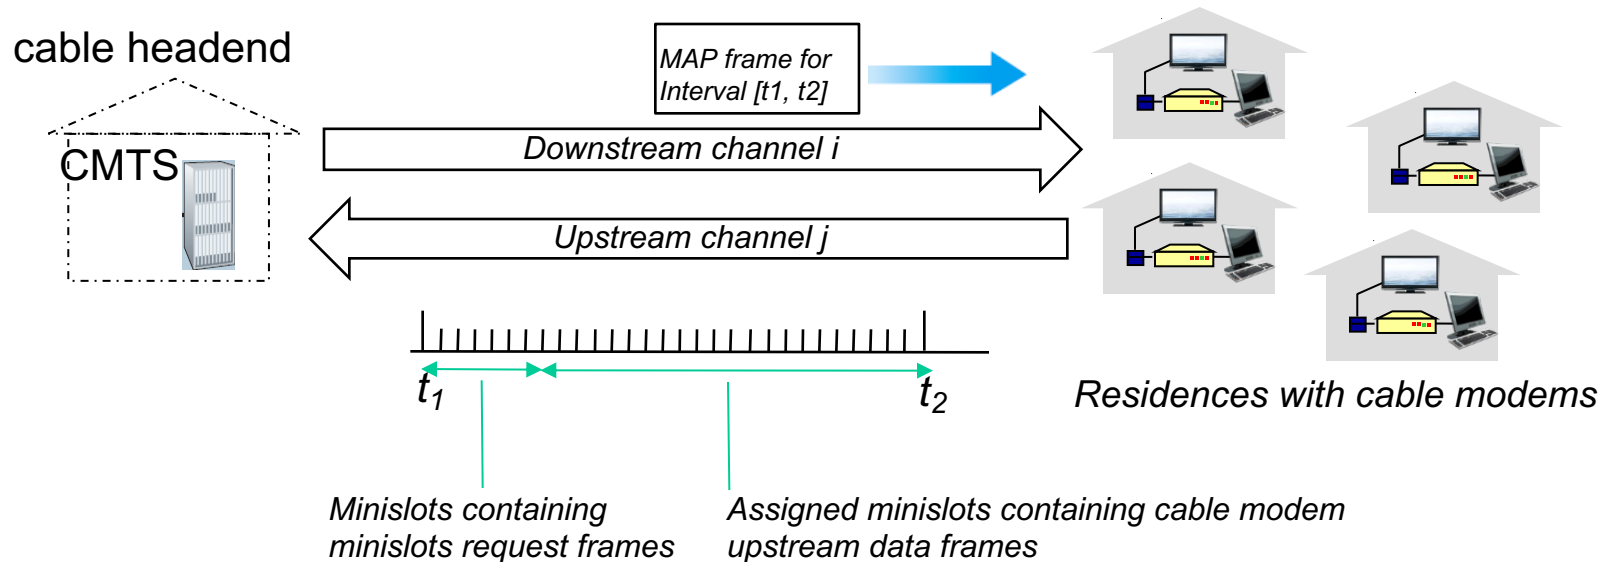 cable headend
CMTS
MAP frame for
Interval [t1, t2]
Downstream channel i
Upstream channel j
t1
t2
Residences with cable modems
Minislots containing
minislots request frames
Assigned minislots containing cable modem
upstream data frames